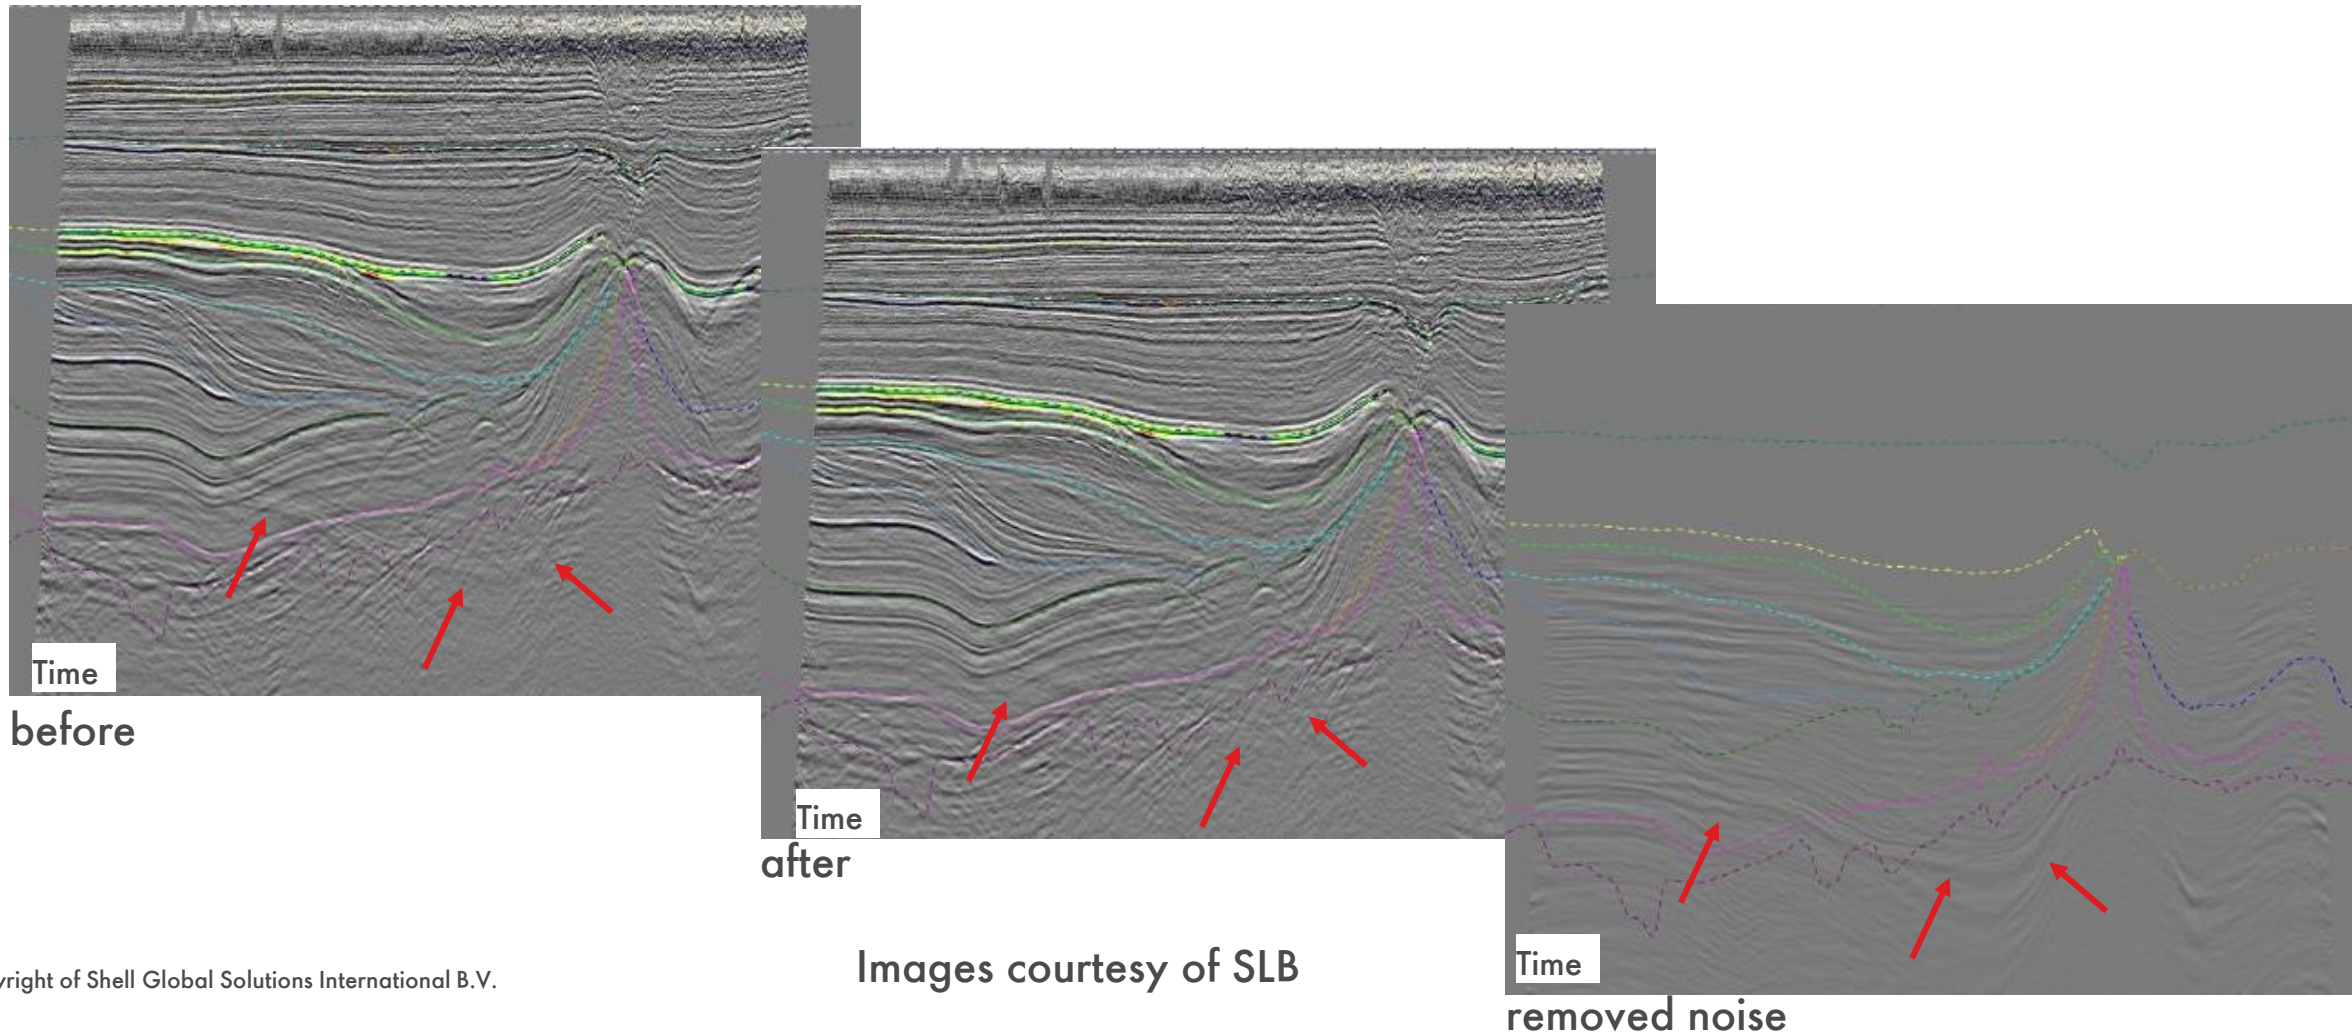 Time
before
Time
after
Images courtesy of SLB
Time
removed noise
right of Shell Global Solutions International B.V.